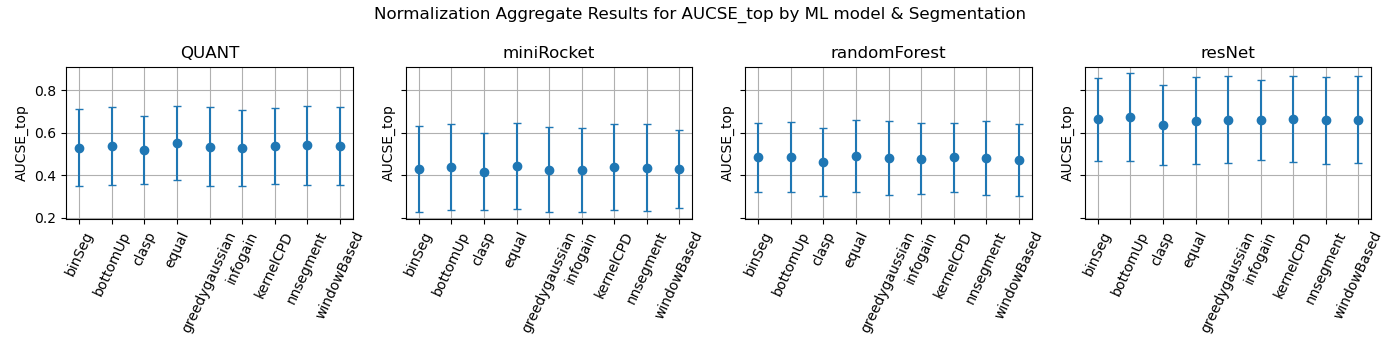 Normalization Aggregate Results for AUCSE_top by ML model & Segmentation
QUANT
miniRocket
randomForest
resNet
AUCSE_top
0.8
0.6
0.4
0.2
binSeg
bottomUp
clasp
equal
greedygaussian
infogain
kernelCPD
nnsegment
windowBased
AUCSE_top
binSeg
bottomUp
clasp
equal
greedygaussian
infogain
kernelCPD
nnsegment
windowBased
AUCSE_top
binSeg
bottomUp
clasp
equal
greedygaussian
infogain
kernelCPD
nnsegment
windowBased
AUCSE_top
binSeg
bottomUp
clasp
equal
greedygaussian
infogain
kernelCPD
nnsegment
windowBased